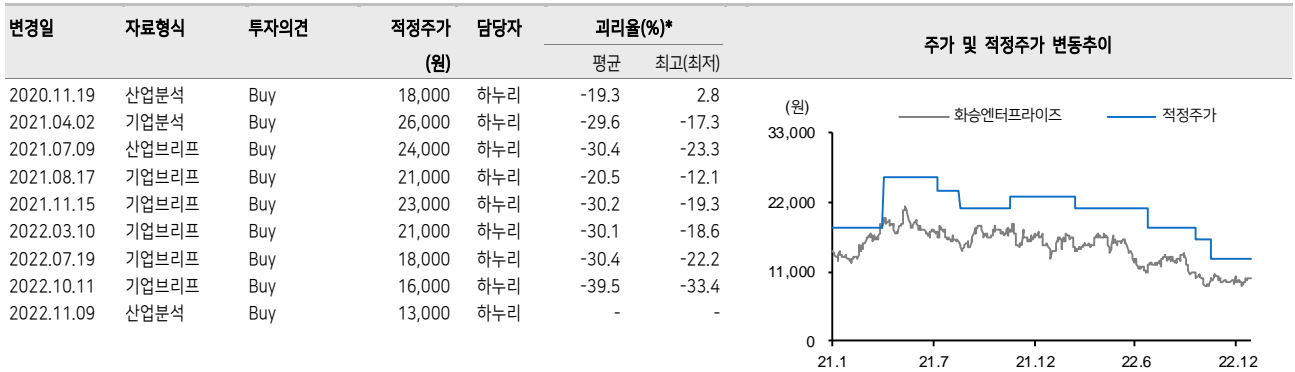 변경일 자료형식 투자의견 적정주가 담당자 괴리율(%)*
(원) 평균 최고(최저)
2020.11.19 산업분석 Buy 18,000 하누리 -19.3 2.8
2021.04.02 기업분석 Buy 26,000 하누리 -29.6 -17.3
2021.07.09 산업브리프 Buy 24,000 하누리 -30.4 -23.3
2021.08.17 기업브리프 Buy 21,000 하누리 -20.5 -12.1
2021.11.15 기업브리프 Buy 23,000 하누리 -30.2 -19.3
2022.03.10 기업브리프 Buy 21,000 하누리 -30.1 -18.6
2022.07.19 기업브리프 Buy 18,000 하누리 -30.4 -22.2
2022.10.11 기업브리프 Buy 16,000 하누리 -39.5 -33.4
2022.11.09 산업분석 Buy 13,000 하누리 - -
주가 및 적정주가 변동추이
(원)
화승엔터프라이즈 적정주가
33,000
22,000
11,000
0
21.1 21.7 21.12 22.6 22.12